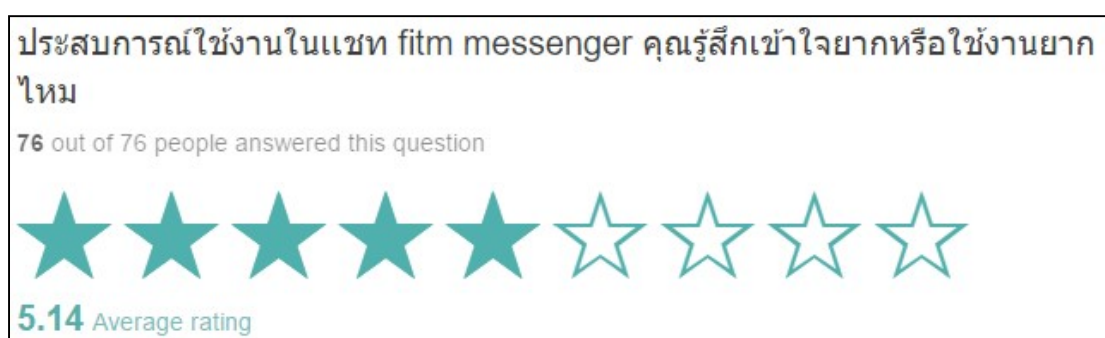 ประสบการณ์ใช้งานในแชท fitm messenger คุณรู้สึกเข้าใจยากหรือใช้งานยาก
ไหม
76 out of 76 people answered this question
5.14 Average rating